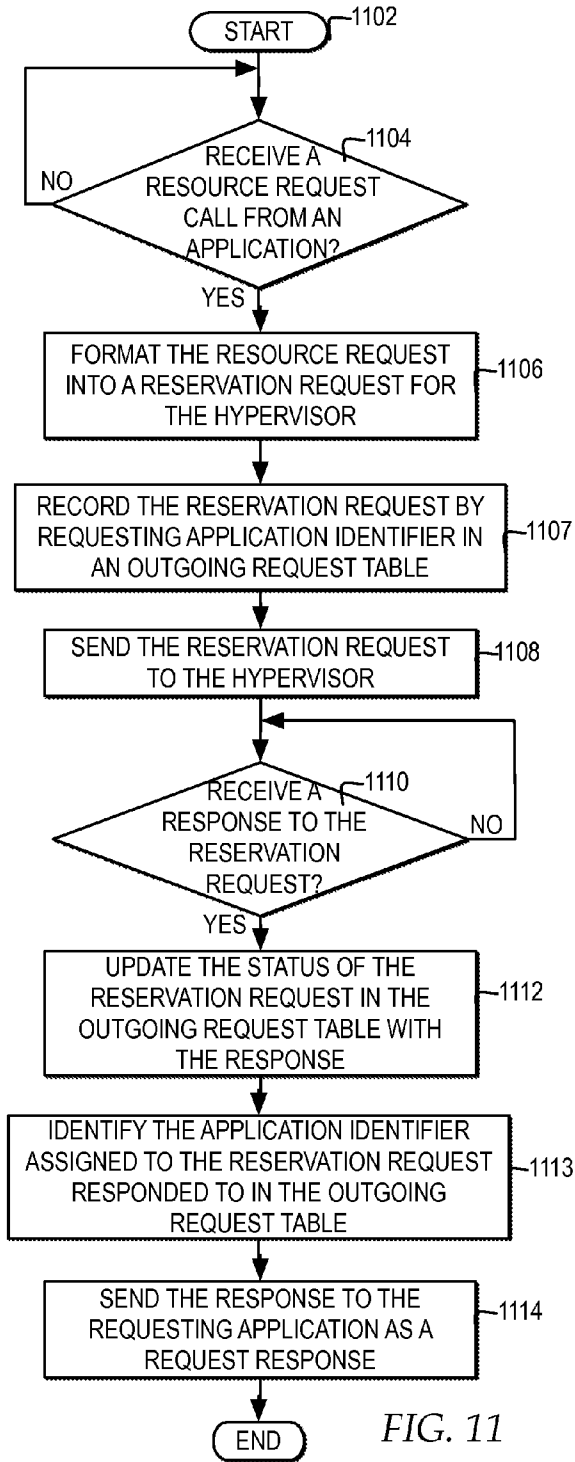 START
1102
1104
RECEIVE A
RESOURCE REQUEST
CALL FROM AN
APPLICATION?
NO
YES
FORMAT THE RESOURCE REQUEST
INTO A RESERVATION REQUEST FOR
THE HYPERVISOR
1106
RECORD THE RESERVATION REQUEST BY
REQUESTING APPLICATION IDENTIFIER IN
AN OUTGOING REQUEST TABLE
1107
SEND THE RESERVATION REQUEST
TO THE HYPERVISOR
1108
1110
RECEIVE A
RESPONSE TO THE
RESERVATION
REQUEST?
NO
YES
UPDATE THE STATUS OF THE
RESERVATION REQUEST IN THE
OUTGOING REQUEST TABLE WITH
THE RESPONSE
1112
IDENTIFY THE APPLICATION IDENTIFIER
ASSIGNED TO THE RESERVATION REQUEST
RESPONDED TO IN THE OUTGOING
REQUEST TABLE
1113
SEND THE RESPONSE TO THE
REQUESTING APPLICATION AS A
REQUEST RESPONSE
1114
END
FIG. 11